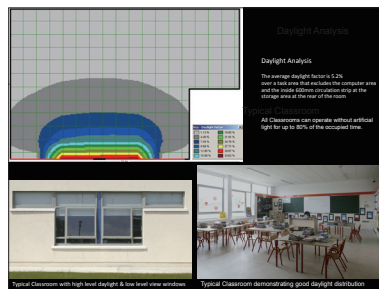 Daylight Analysis
Daylight Analysis
The average daylight factor is 5.2%
over a task area that excludes the computer area
and the inside 600mm circulation strip at the
storage area at the rear of the room
Typical Classroom
All Classrooms can operate without artificial
light for up to 80% of the occupied time.
Typical Classroom with high level daylight & low level view windows
Typical Classroom demonstrating good daylight distribution